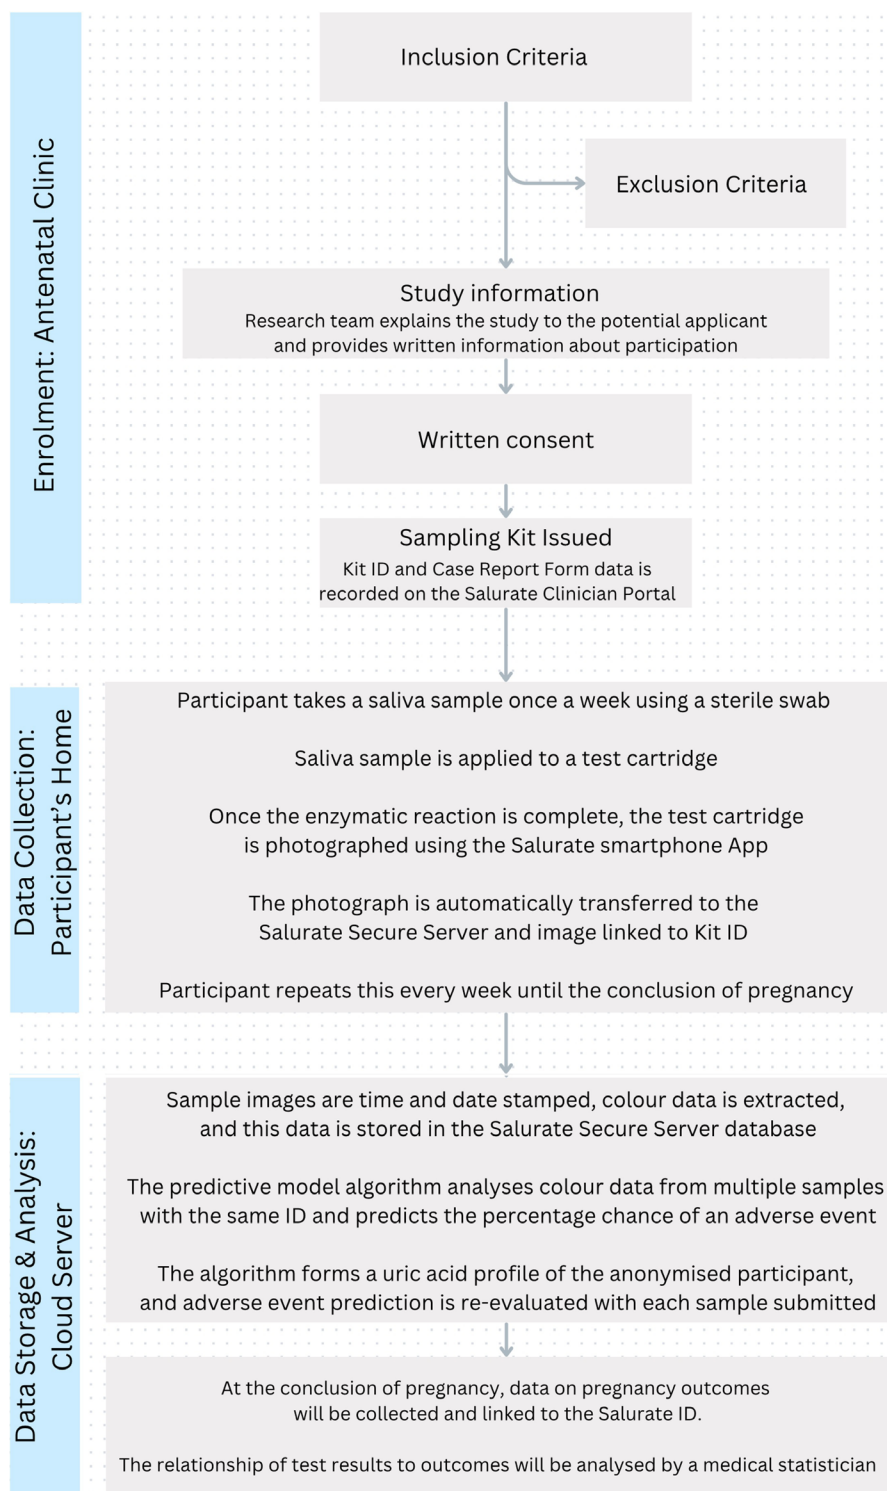 Enrolment: Antenatal Clinic
Inclusion Criteria
Exclusion Criteria
Study information
Research team explains the study to the potential applicant
and provides written information about participation
Written consent
Sampling Kit Issued
Kit ID and Case Report Form data is
recorded on the Salurate Clinician Portal
Data Collection:
Participant's Home
Participant takes a saliva sample once a week using a sterile swab
Saliva sample is applied to a test cartridge
Once the enzymatic reaction is complete, the test cartridge
is photographed using the Salurate smartphone App
The photograph is automatically transferred to the
Salurate Secure Server and image linked to Kit ID
Participant repeats this every week until the conclusion of pregnancy
Data Storage & Analysis:
Cloud Server
Sample images are time and date stamped, colour data is extracted,
and this data is stored in the Salurate Secure Server database
The predictive model algorithm analyses colour data from multiple samples
with the same ID and predicts the percentage chance of an adverse event
The algorithm forms a uric acid profile of the anonymised participant,
and adverse event prediction is re-evaluated with each sample submitted
At the conclusion of pregnancy, data on pregnancy outcomes
will be collected and linked to the Salurate ID.
The relationship of test results to outcomes will be analysed by a medical statistician